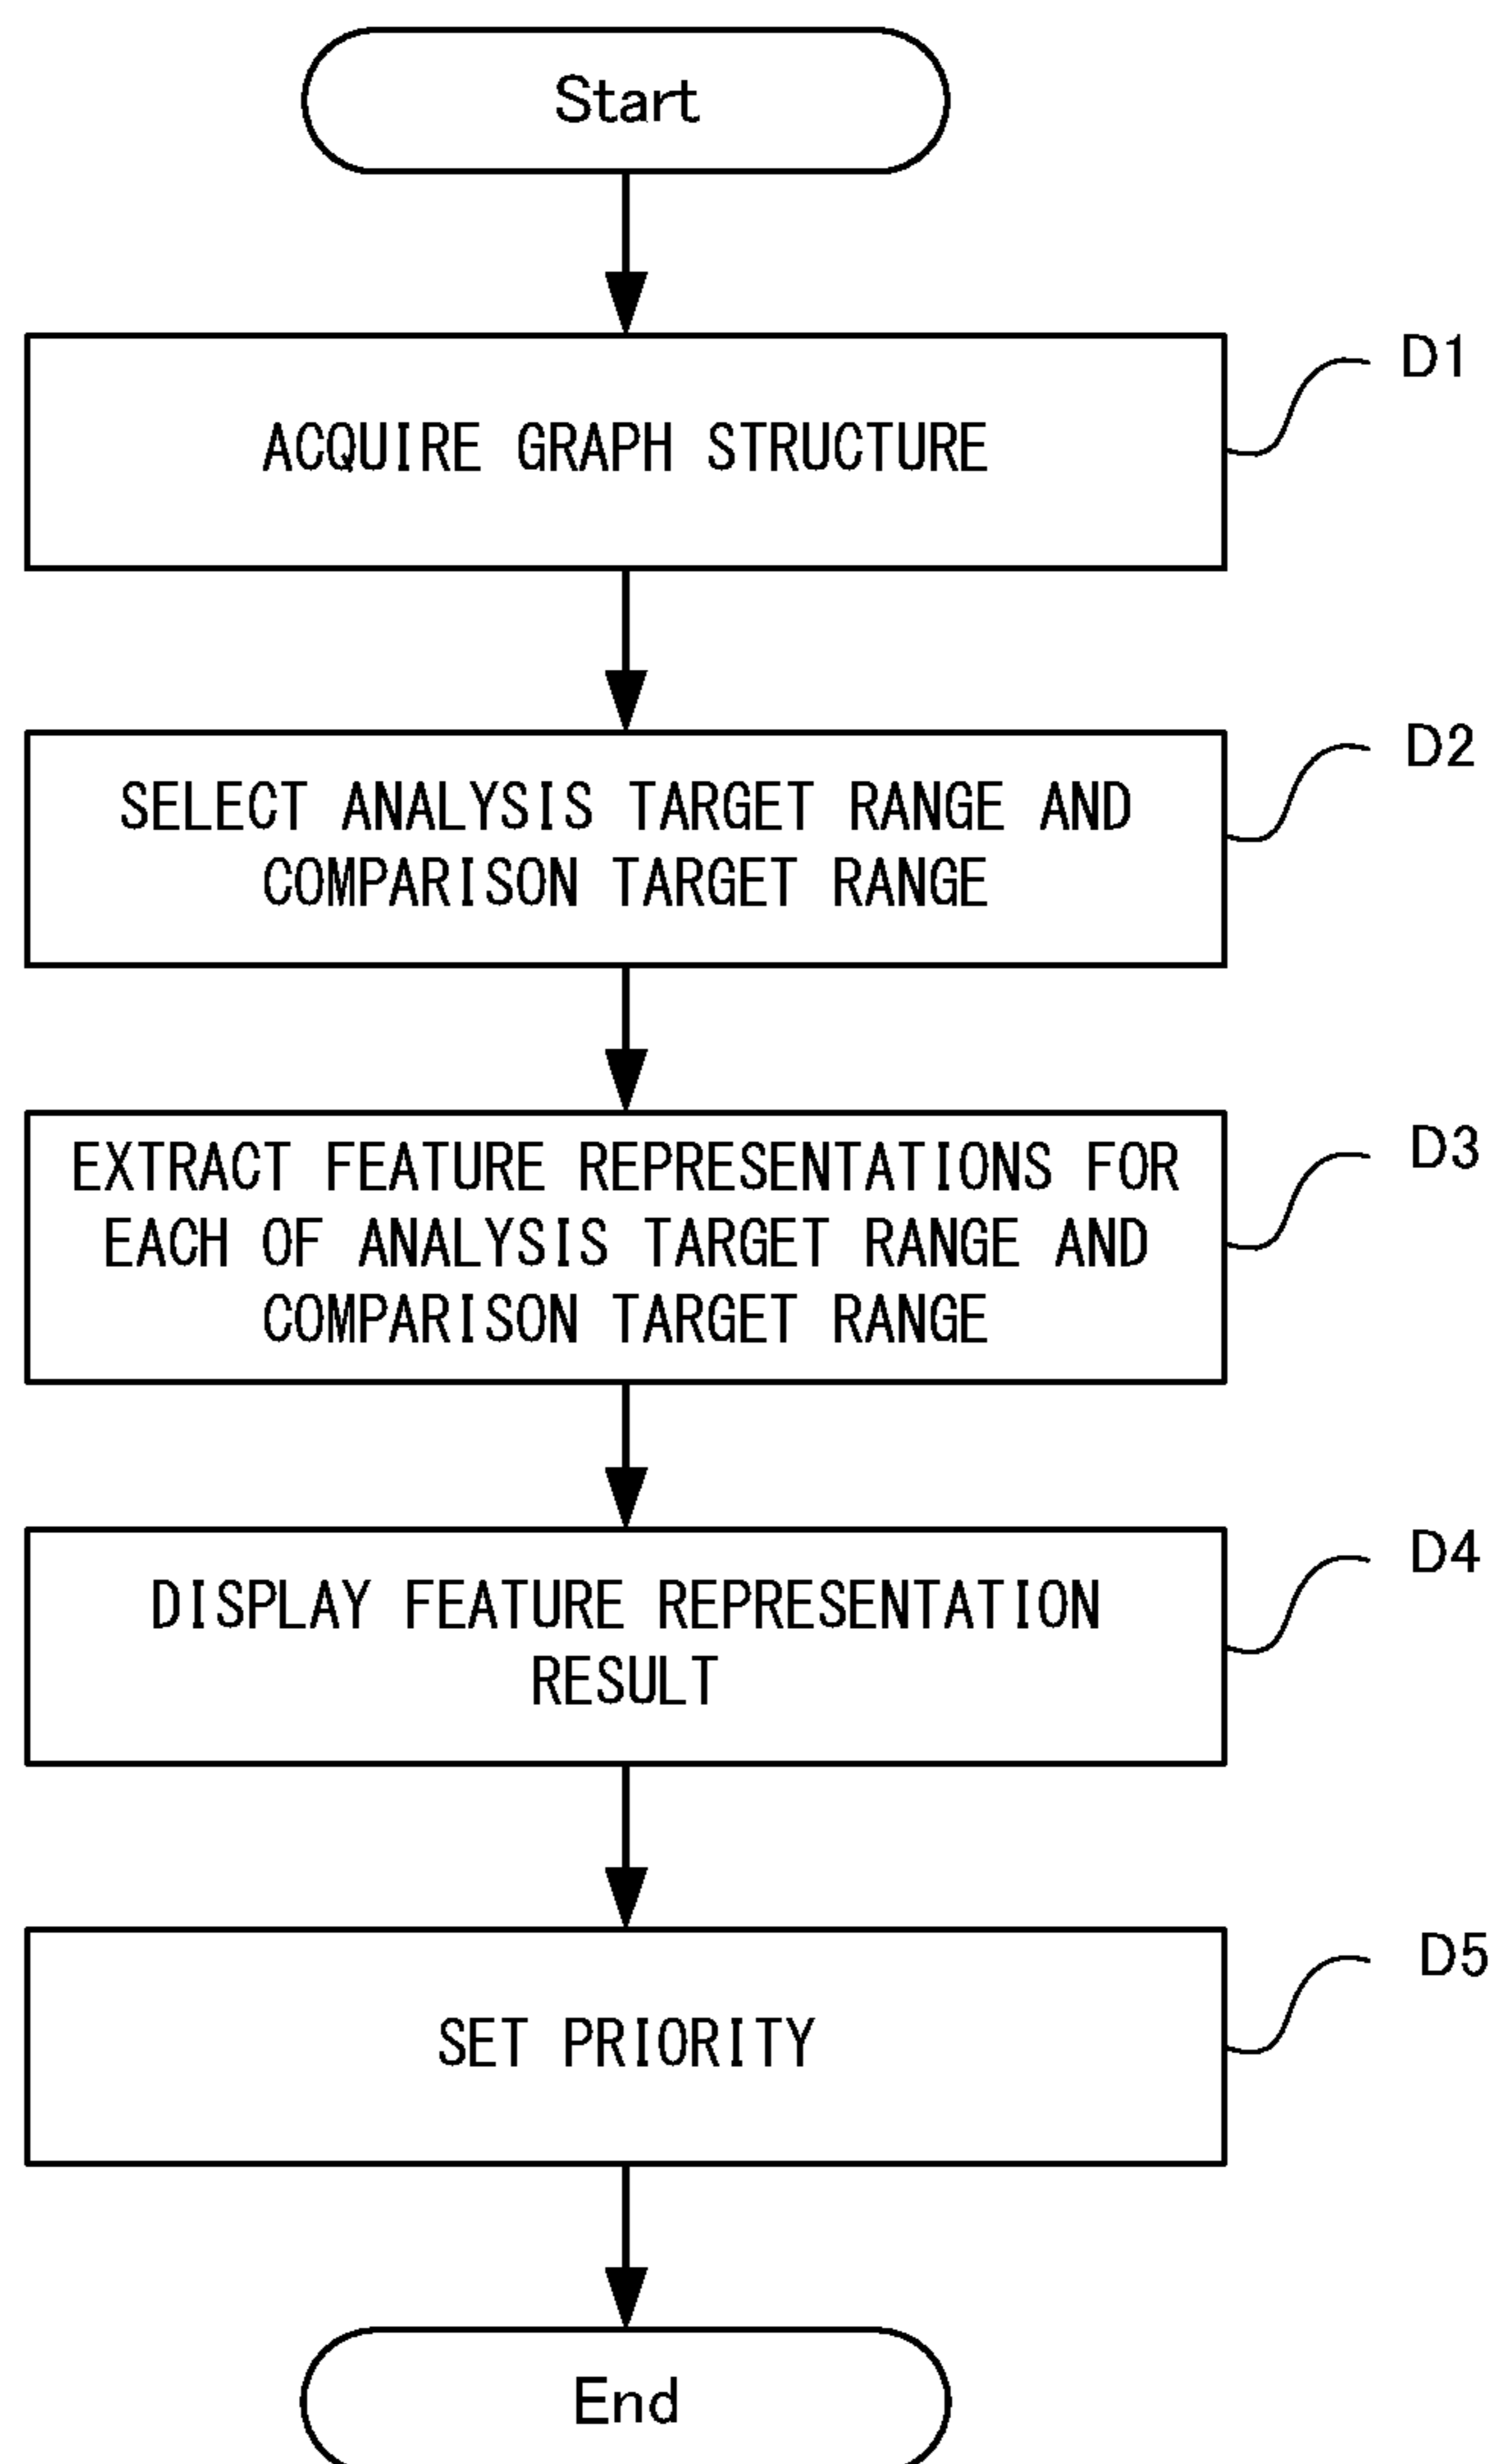 Start
D1
ACQUIRE GRAPH STRUCTURE
D2
SELECT ANALYSIS TARGET RANGE AND
COMPARISON TARGET RANGE
D3
EXTRACT FEATURE REPRESENTATIONS FOR
EACH OF ANALYSIS TARGET RANGE AND
COMPARISON TARGET RANGE
D4
DISPLAY FEATURE REPRESENTATION
RESULT
D5
SET PRIORITY
End